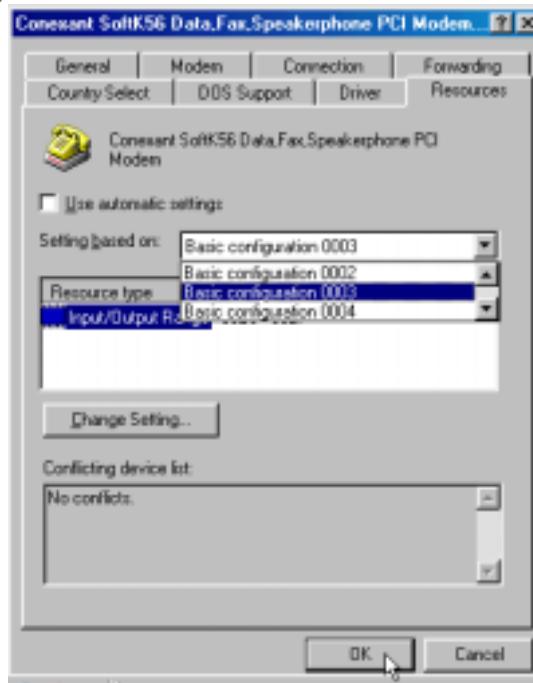 Conexant SoftK56 Data,Fax,Speakerphone PCI Modem...
General Modem Connection Forwarding
Country Select DOS Support Driver Resources
Conexant SoftK56 Data,Fax,Speakerphone PCI
Modem
Use automatic settings
Setting based on: Basic configuration 0003
Basic configuration 0002
Resource type Basic configuration 0003
Input/Output Range Basic configuration 0004
Change Setting...
Conflicting device list:
No conflicts.
OK Cancel